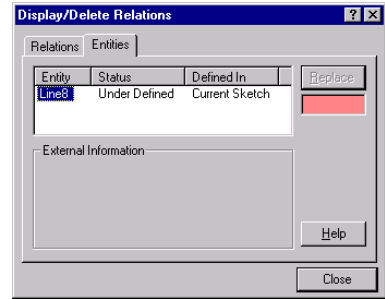 Display/Delete Relations
Relations Entities
Entity Status Defined In Replace
Line8 Under Defined Current Sketch
External Information
Help
Close